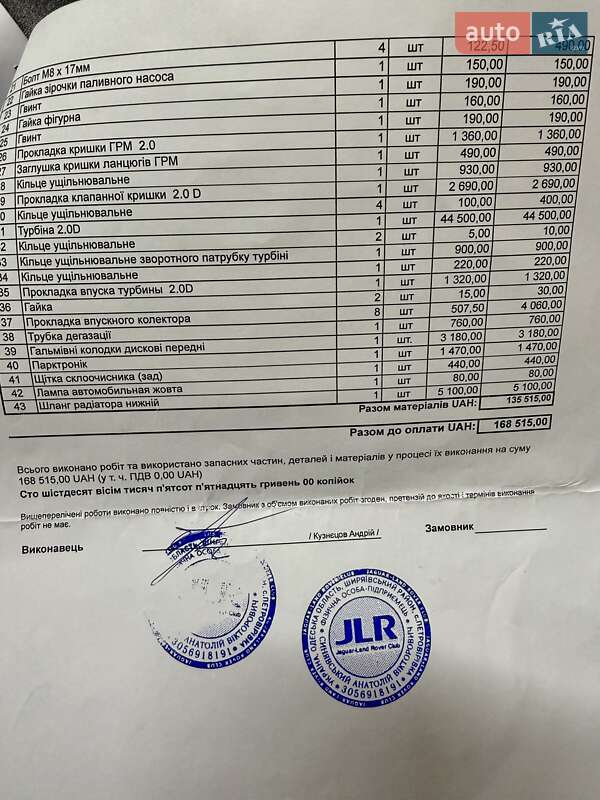 auto RIA
21 Болт М8 х 17мм 4 шт 122,50 490,00
22 Гайка зірочки паливного насоса 1 шт 150,00 150,00
23 Гвинт 1 шт 190,00 190,00
24 Гайка фігурна 1 шт 160,00 160,00
25 Гвинт 1 шт 190,00 190,00
26 Прокладка кришки ГРМ 2.0 1 шт 1 360,00 1 360,00
27 Заглушка кришки ланцюгів ГРМ 1 шт 490,00 490,00
8 Кільце ущільнювальне 1 шт 930,00 930,00
9 Прокладка клапанної кришки 2.0 D 1 шт 2 690,00 2 690,00
0 Кільце ущільнювальне 4 шт 100,00 400,00
1 Турбіна 2.0D 1 шт 44 500,00 44 500,00
2 Кільце ущільнювальне 2 шт 5,00 10,00
33 Кільце ущільнювальне зворотного патрубку турбіні 1 шт 900,00 900,00
34 Кільце ущільнювальне 1 шт 220,00 220,00
35 Прокладка впуска турбины 2.0D 1 шт 1 320,00 1 320,00
36 Гайка 2 шт 15,00 30,00
37 Прокладка впускного колектора 8 шт 507,50 4 060,00
38 Трубка дегазації 1 шт 760,00 760,00
39 Гальмівні колодки дискові передні 1 шт. 3 180,00 3 180,00
40 Парктронік 1 шт 1 470,00 1 470,00
41 Щітка склоочисника (зад) 1 шт 440,00 440,00
42 Лампа автомобильная жовта 1 шт 80,00 80,00
43 Шланг радіатора нижній 1 шт 5 100,00 5 100,00
Разом матеріалів UAH: 135 515,00
Разом до оплати UAH: 168 515,00
Всього виконано робіт та використано запасних частин, деталей і матеріалів у процесі їх виконання на суму
168 515,00 UAH (у т. ч. ПДВ 0,00 UAH)
Сто шістдесят вісім тисяч п'ятсот п'ятнадцять гривень 00 копійок
Вищеперелічені роботи виконано повністю і в строк. Замовник з об'ємом виконаних робіт згоден, претензій до якості і термінів виконання
робіт не має.
Виконавець / Кузнєцов Андрій / Замовник
АНАТОЛІЙ ВІКТОРОВИЧ
3056918191
JAGUAR LAND ROVER CLUB
УКРАЇНА, ОДЕСЬКА ОБЛАСТЬ, ШИРЯЇВСЬКИЙ РАЙОН, с.ПЕТРОВІРІВКА
ФІЗИЧНА ОСОБА-ПІДПРИЄМЕЦЬ
JLR
Jaguar-Land Rover Club
СИНЯВСЬКИЙ АНАТОЛІЙ ВІКТОРОВИЧ
3056918191